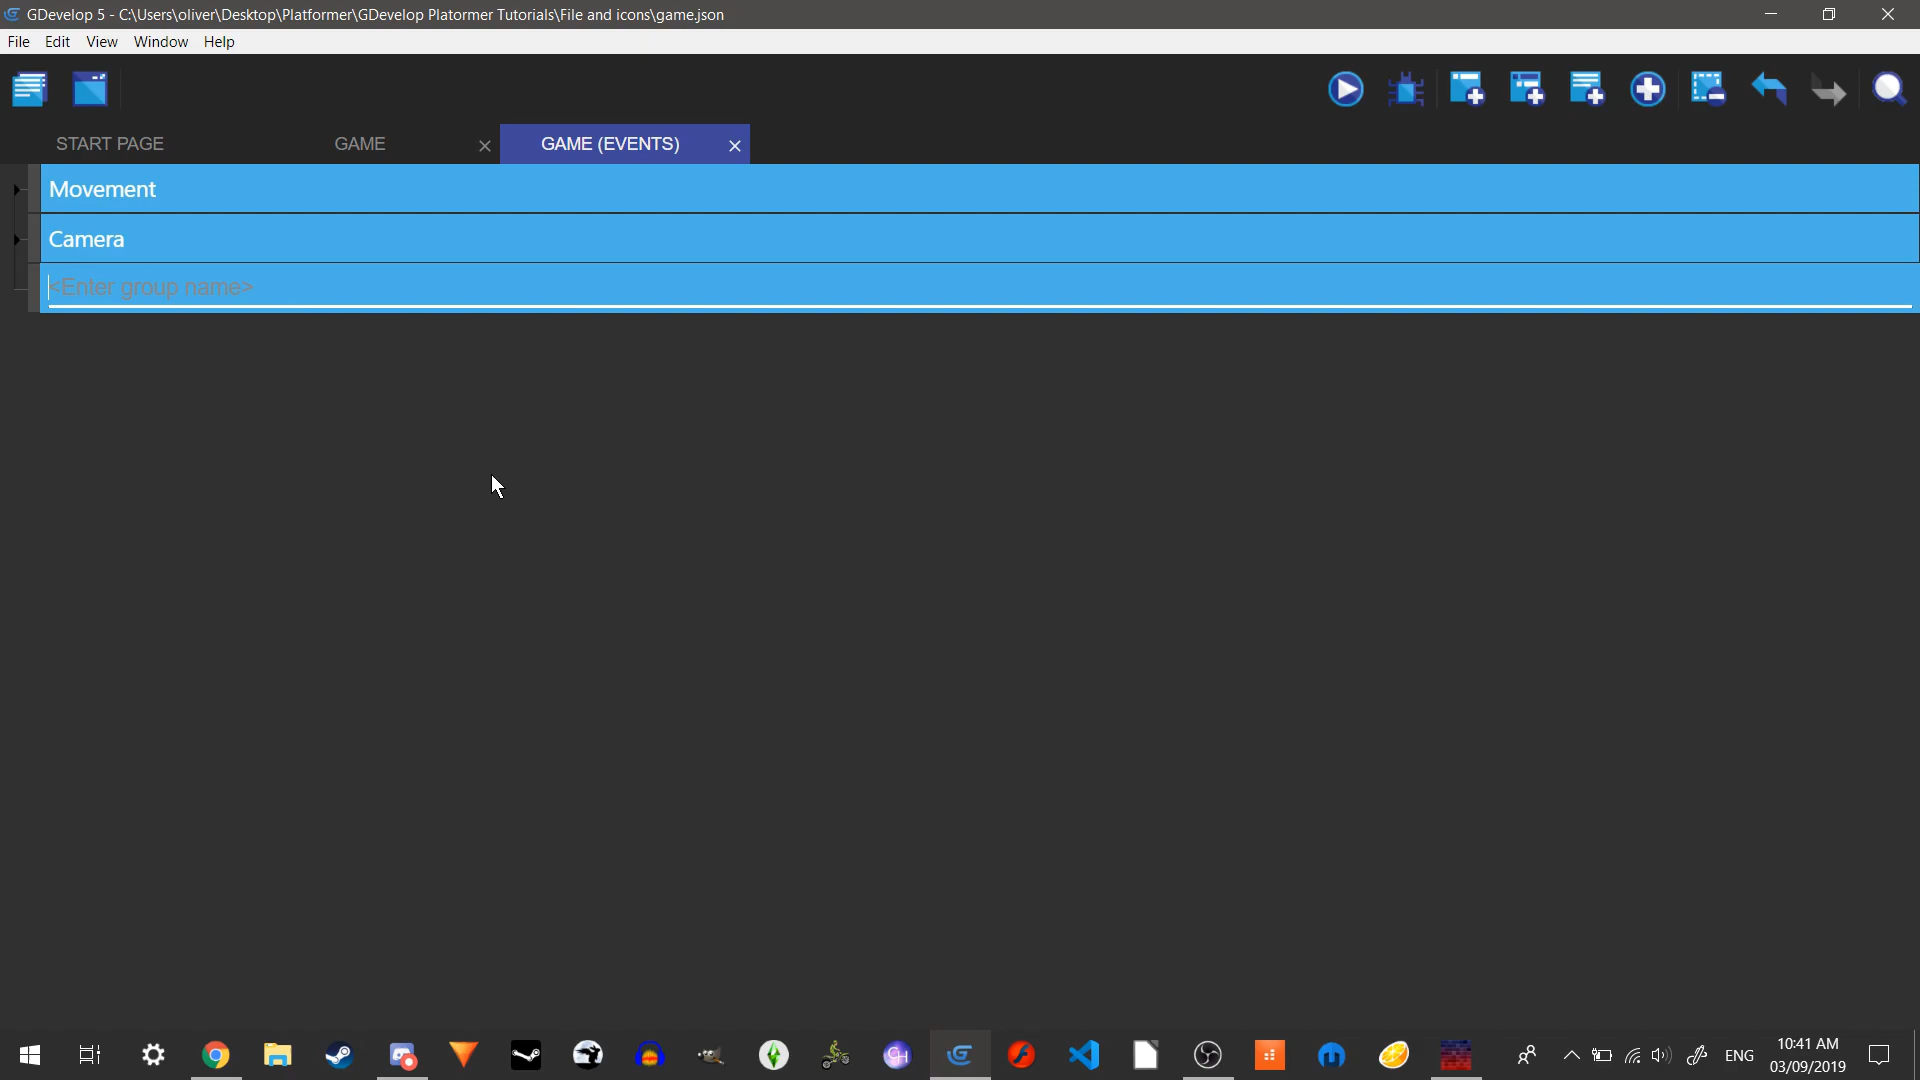 GDevelop 5 - C:\Users\oliver\Desktop\Platformer\GDevelop Platormer Tutorials\File and icons\game.json
File Edit View Window Help
START PAGE GAME GAME (EVENTS)
Movement
Camera
<Enter group name>
CH
ENG
10:41 AM
03/09/2019